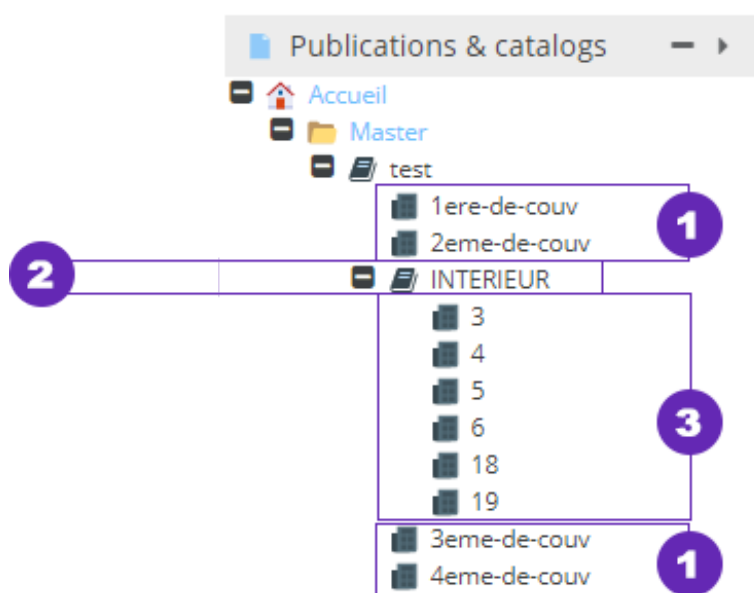 Publications & catalogs
Accueil
Master
test
1ere-de-couv
1
2eme-de-couv
2
INTERIEUR
3
4
5
6
3
18
19
3eme-de-couv
1
4eme-de-couv